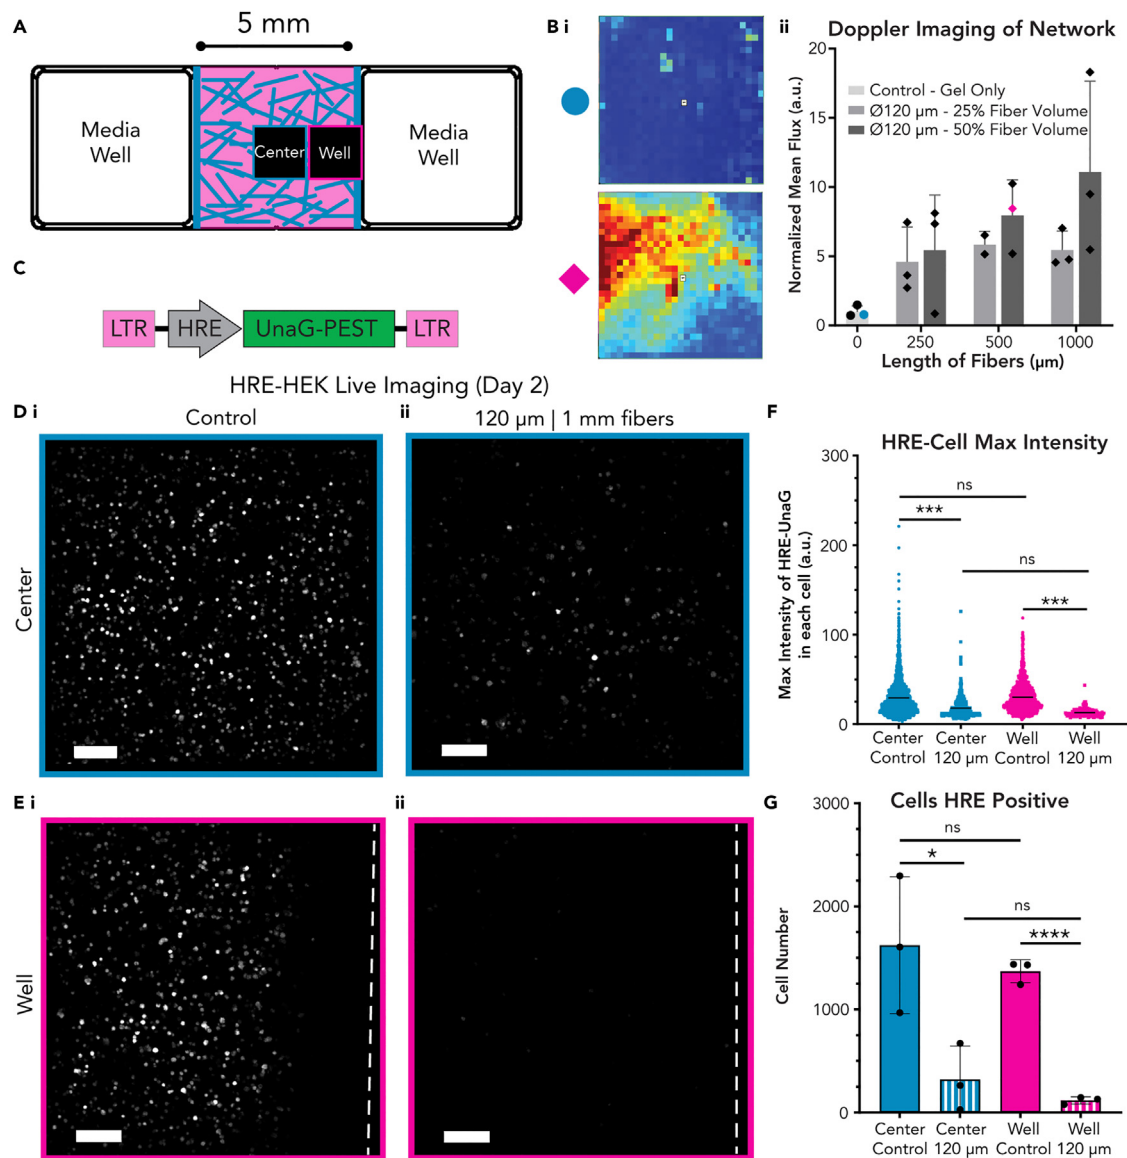 A
5 mm
Media
Well
Center
Well
Media
Well
B i
ii
Doppler Imaging of Network
Normalized Mean Flux (a.u.)
20
15
10
5
0
Control - Gel Only
Ø120 µm - 25% Fiber Volume
Ø120 µm - 50% Fiber Volume
0
250
500
1000
Length of Fibers (µm)
C
LTR
HRE
UnaG-PEST
LTR
HRE-HEK Live Imaging (Day 2)
D i
Control
ii
120 µm | 1 mm fibers
Center
E i
ii
Well
F
HRE-Cell Max Intensity
Max Intensity of HRE-UnaG
in each cell (a.u.)
300
200
100
0
ns
***
ns
***
Center
Control
Center
120 µm
Well
Control
Well
120 µm
G
Cells HRE Positive
Cell Number
3000
2000
1000
0
ns
*
ns
****
Center
Control
Center
120 µm
Well
Control
Well
120 µm